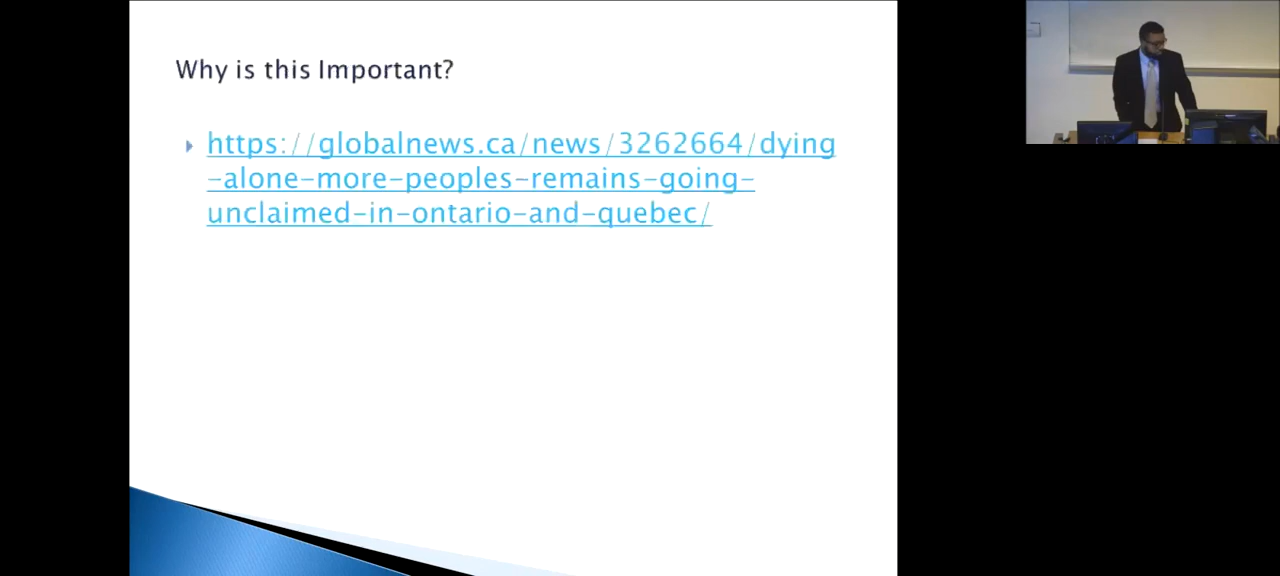 Why is this Important?
https://globalnews.ca/news/3262664/dying
-alone-more-peoples-remains-going-
unclaimed-in-ontario-and-quebec/